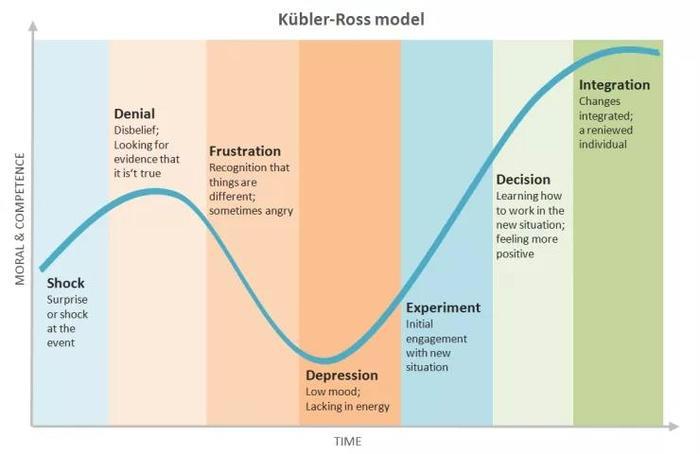 Kübler-Ross model
MORAL & COMPETENCE
Shock
Surprise
or shock
at the
event
Denial
Disbelief;
Looking for
evidence that
it is't true
Frustration
Recognition that
things are
different;
sometimes angry
Depression
Low mood;
Lacking in energy
Experiment
Initial
engagement
with new
situation
Decision
Learning how
to work in the
new situation;
feeling more
positive
Integration
Changes
integrated;
a reniewed
individual
TIME